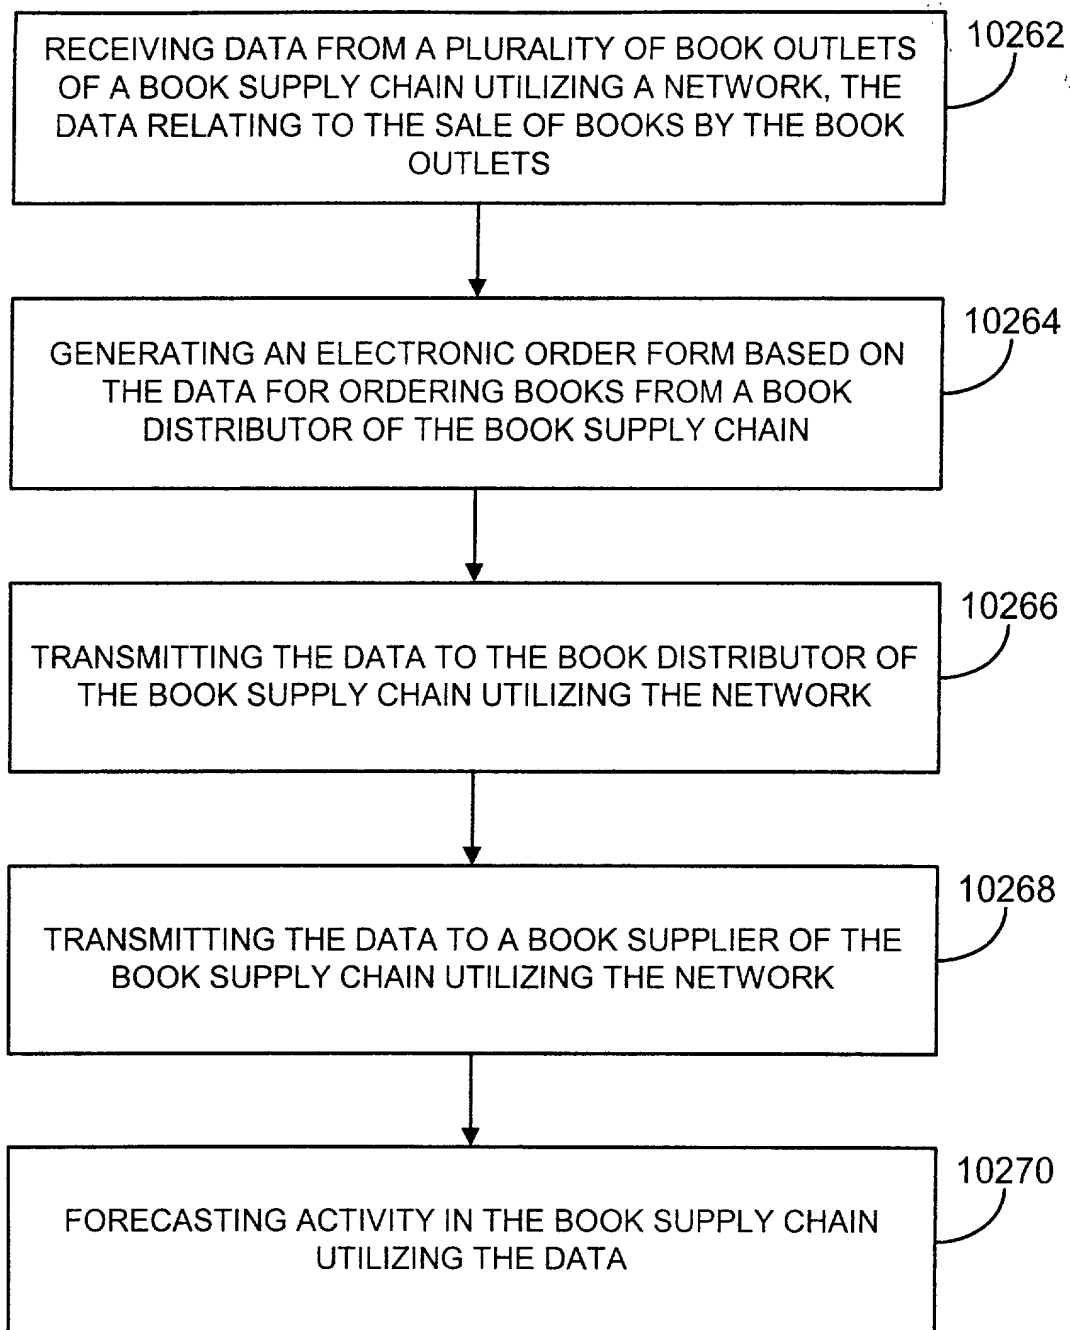 RECEIVING DATA FROM A PLURALITY OF BOOK OUTLETS
OF A BOOK SUPPLY CHAIN UTILIZING A NETWORK, THE
DATA RELATING TO THE SALE OF BOOKS BY THE BOOK
OUTLETS
10262
GENERATING AN ELECTRONIC ORDER FORM BASED ON
THE DATA FOR ORDERING BOOKS FROM A BOOK
DISTRIBUTOR OF THE BOOK SUPPLY CHAIN
10264
TRANSMITTING THE DATA TO THE BOOK DISTRIBUTOR OF
THE BOOK SUPPLY CHAIN UTILIZING THE NETWORK
10266
TRANSMITTING THE DATA TO A BOOK SUPPLIER OF THE
BOOK SUPPLY CHAIN UTILIZING THE NETWORK
10268
FORECASTING ACTIVITY IN THE BOOK SUPPLY CHAIN
UTILIZING THE DATA
10270